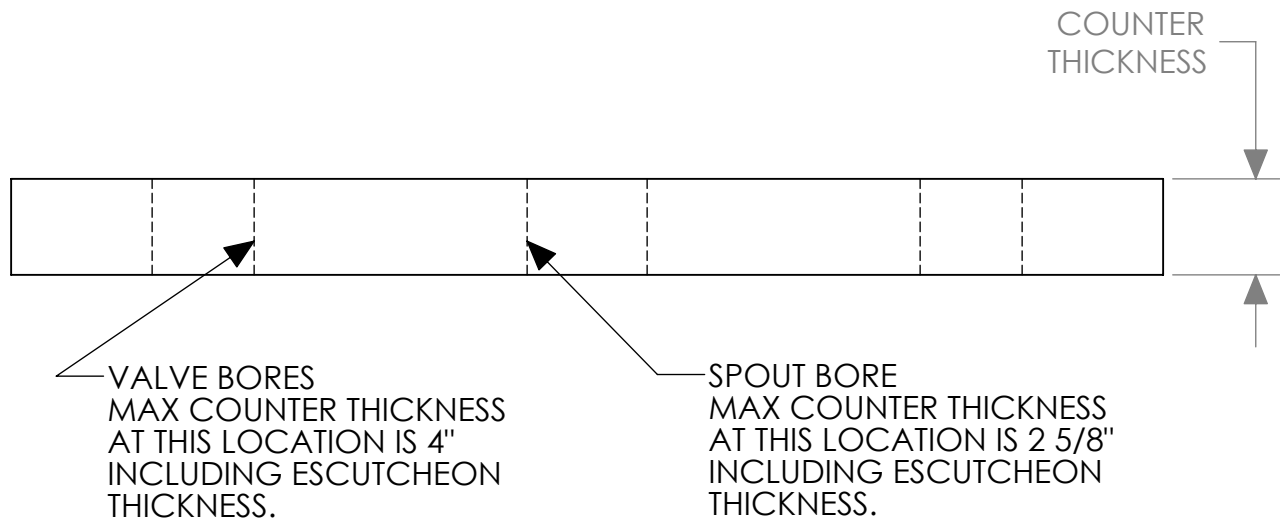 COUNTER
THICKNESS
VALVE BORES
MAX COUNTER THICKNESS
AT THIS LOCATION IS 4"
INCLUDING ESCUTCHEON
THICKNESS.
SPOUT BORE
MAX COUNTER THICKNESS
AT THIS LOCATION IS 2 5/8"
INCLUDING ESCUTCHEON
THICKNESS.